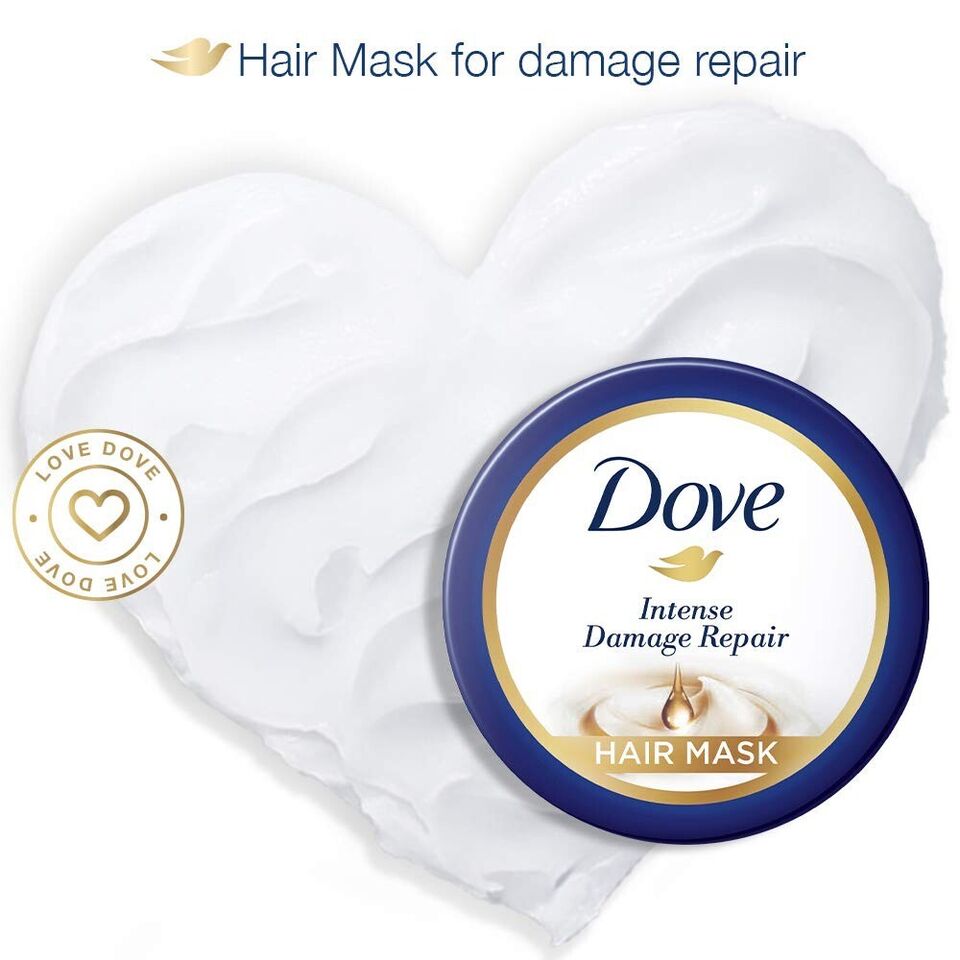 Hair Mask for damage repair
LOVE DOVE
LOVE DOVE
Dove
Intense
Damage Repair
HAIR MASK